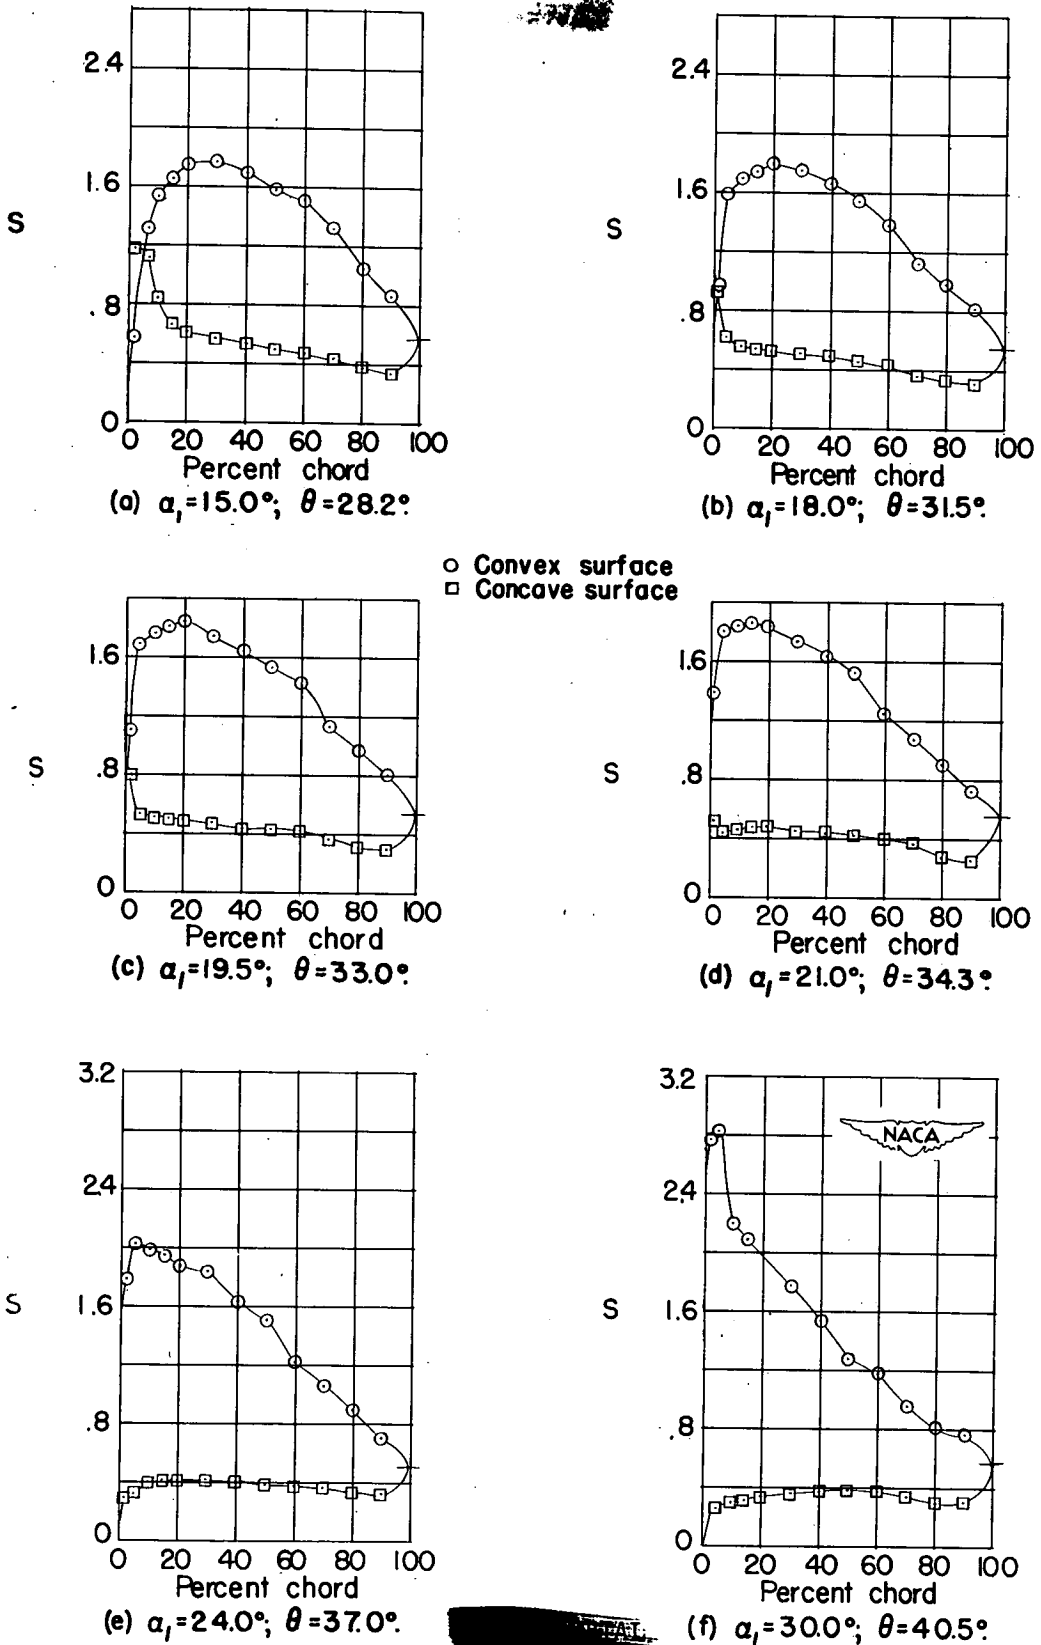 2.4
1.6
S
.8
0
0 20 40 60 80 100
Percent chord
(a) α₁=15.0°; θ=28.2°.
2.4
1.6
S
.8
0
0 20 40 60 80 100
Percent chord
(b) α₁=18.0°; θ=31.5°.
Convex surface
Concave surface
1.6
S
.8
0
0 20 40 60 80 100
Percent chord
(c) α₁=19.5°; θ=33.0°.
1.6
S
.8
0
0 20 40 60 80 100
Percent chord
(d) α₁=21.0°; θ=34.3°.
3.2
2.4
1.6
S
.8
0
0 20 40 60 80 100
Percent chord
(e) α₁=24.0°; θ=37.0°.
3.2
NACA
2.4
1.6
S
.8
0
0 20 40 60 80 100
Percent chord
(f) α₁=30.0°; θ=40.5°.